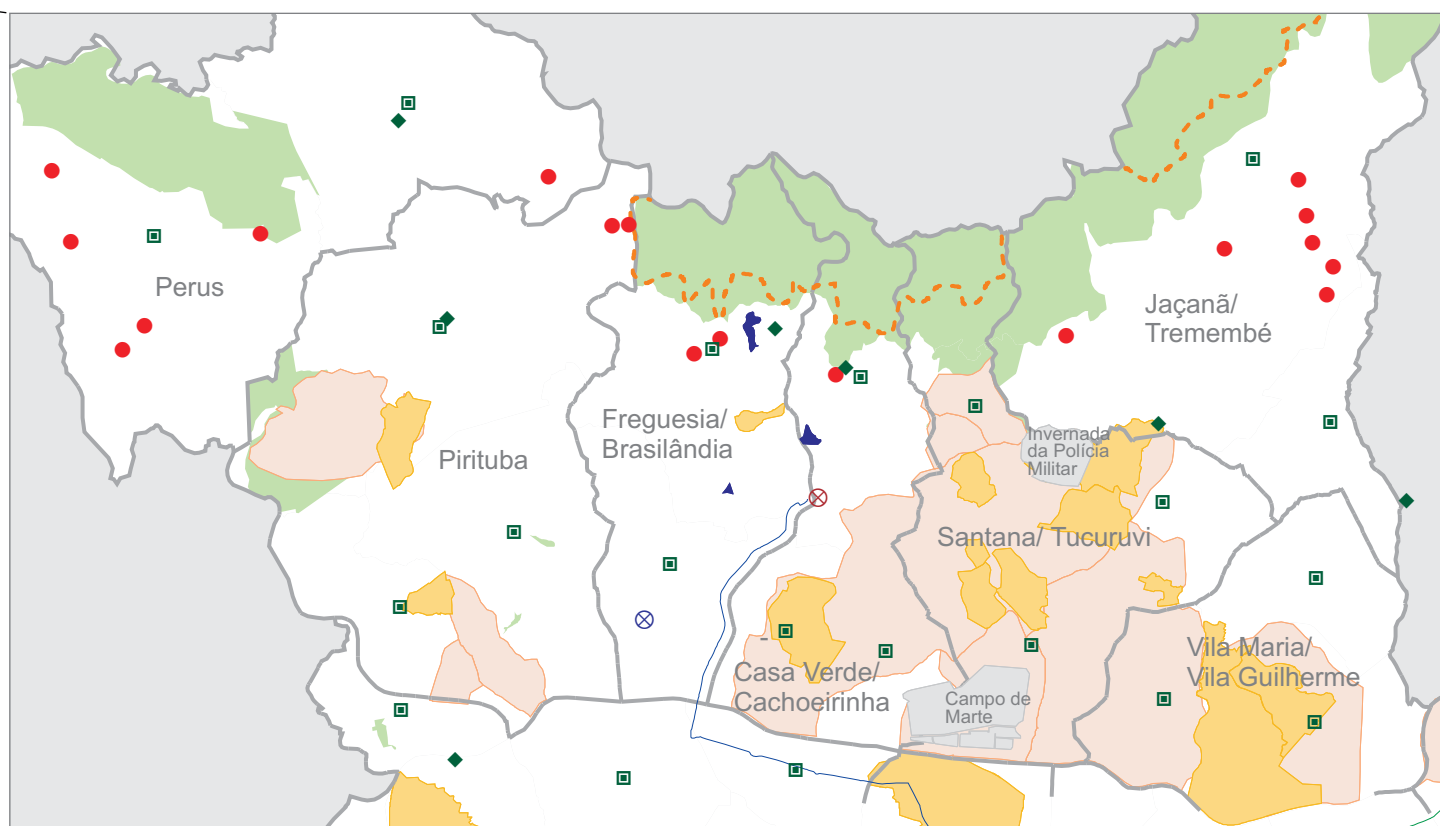 Perus
Jaçanã/
Tremembé
Freguesia/
Brasilândia
Pirituba
Invernada
da Polícia
Militar
Santana/ Tucuruvi
-
Casa Verde/
Cachoeirinha
Campo de
Marte
Vila Maria/
Vila Guilherme